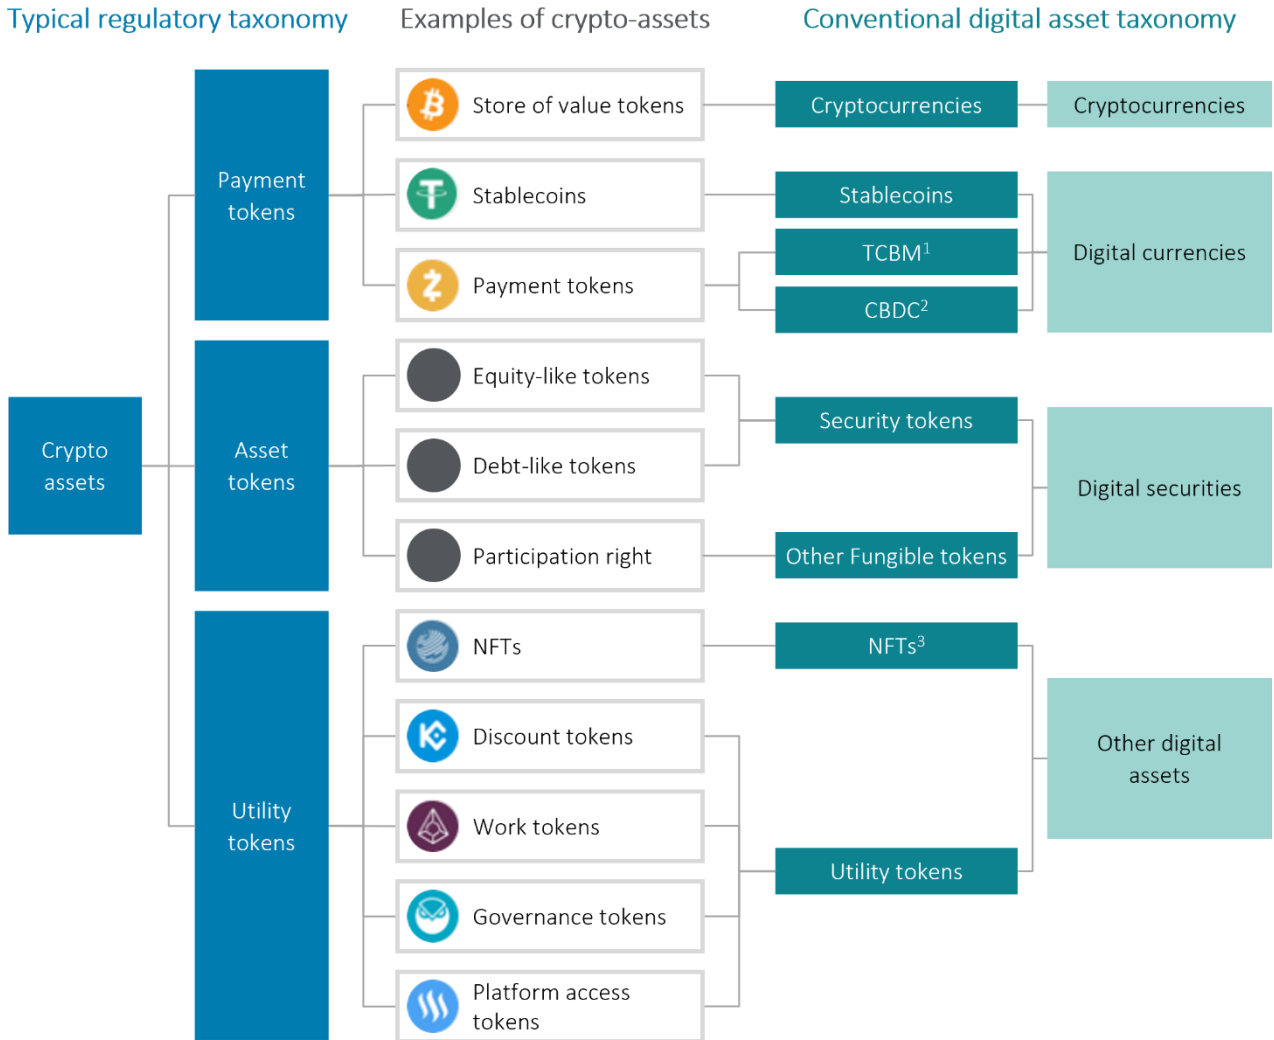 Typical regulatory taxonomy
Examples of crypto-assets
Conventional digital asset taxonomy
Crypto
assets
Payment
tokens
Asset
tokens
Utility
tokens
Store of value tokens
Stablecoins
Payment tokens
Equity-like tokens
Debt-like tokens
Participation right
NFTs
Discount tokens
Work tokens
Governance tokens
Platform access
tokens
Cryptocurrencies
Stablecoins
TCBM¹
CBDC²
Security tokens
Other Fungible tokens
NFTs³
Utility tokens
Cryptocurrencies
Digital currencies
Digital securities
Other digital
assets